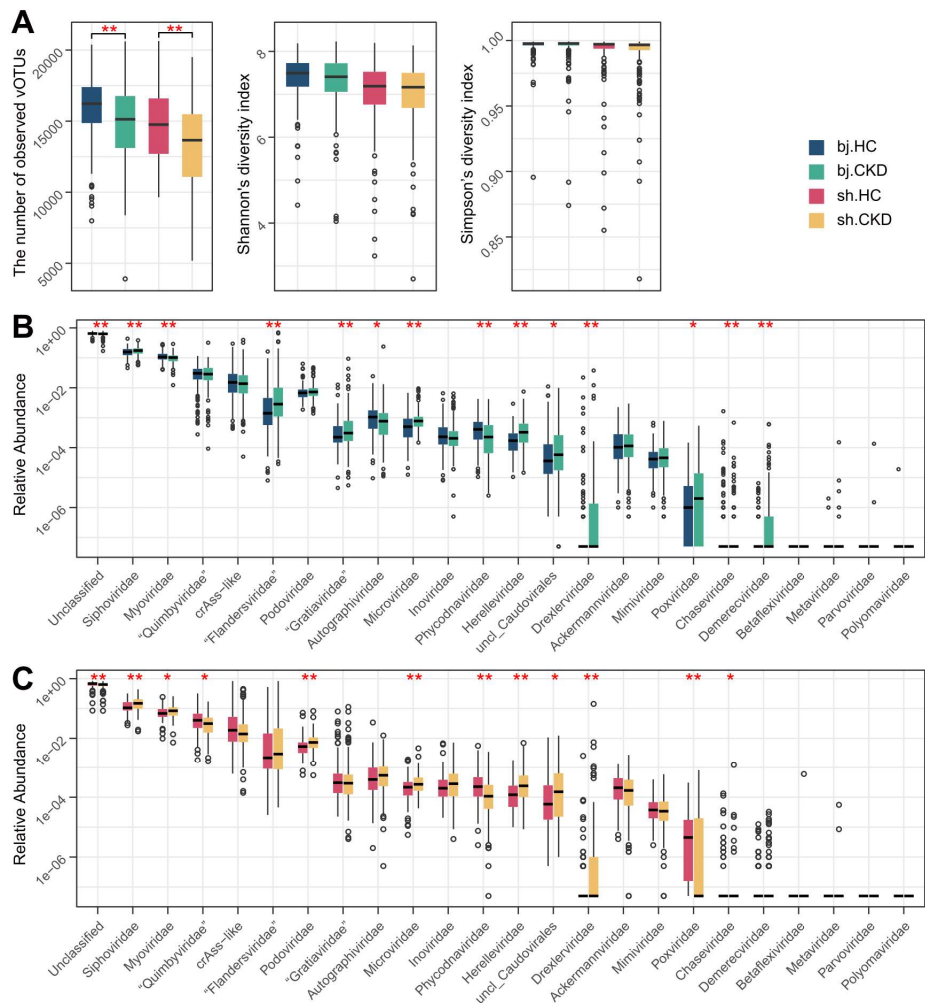 A
The number of observed vOTUs
20000
15000
10000
5000
** **
Shannon's diversity index
8
6
4
Simpson's diversity index
1.00
0.95
0.90
0.85
bj.HC
bj.CKD
sh.HC
sh.CKD
B
Relative Abundance
1e+00
1e-02
1e-04
1e-06
** ** ** ** ** * ** ** ** * ** * ** **
Unclassified
Siphoviridae
Myoviridae
"Quimbyviridae"
crAss-like
"Flandersviridae"
Podoviridae
"Gratiaviridae"
Autographiviridae
Microviridae
Inoviridae
Phycodnaviridae
Herelleviridae
uncl_Caudovirales
Drexlerviridae
Ackermannviridae
Mimiviridae
Poxviridae
Chaseviridae
Demerecviridae
Betaflexiviridae
Metaviridae
Parvoviridae
Polyomaviridae
C
Relative Abundance
1e+00
1e-02
1e-04
1e-06
** ** * * ** ** ** ** * ** ** *
Unclassified
Siphoviridae
Myoviridae
"Quimbyviridae"
crAss-like
"Flandersviridae"
Podoviridae
"Gratiaviridae"
Autographiviridae
Microviridae
Inoviridae
Phycodnaviridae
Herelleviridae
uncl_Caudovirales
Drexlerviridae
Ackermannviridae
Mimiviridae
Poxviridae
Chaseviridae
Demerecviridae
Betaflexiviridae
Metaviridae
Parvoviridae
Polyomaviridae